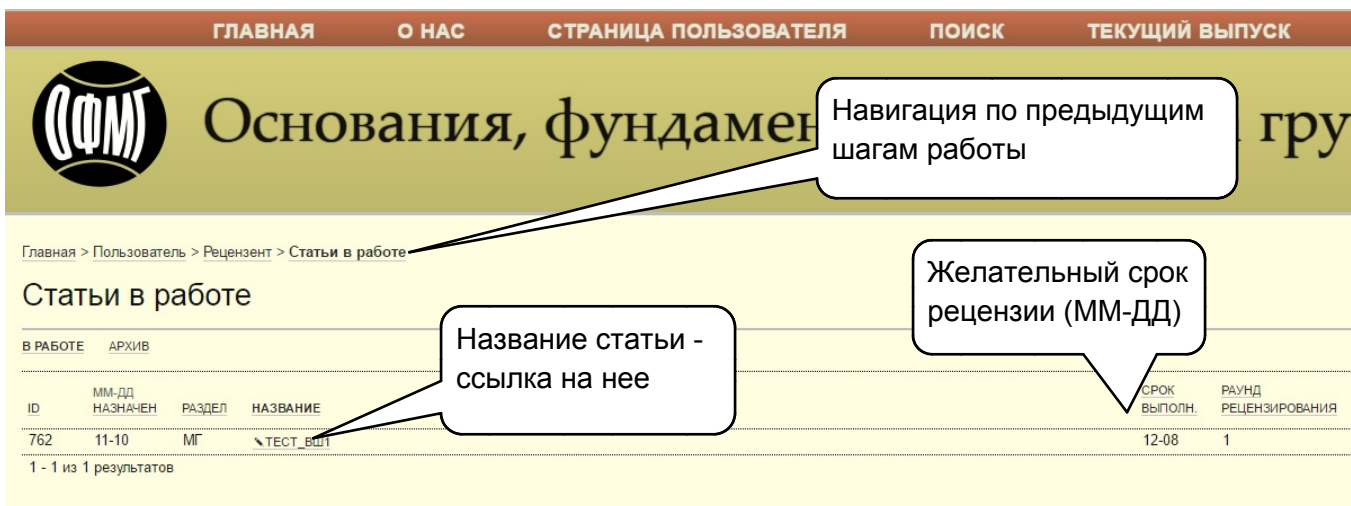 ГЛАВНАЯ О НАС СТРАНИЦА ПОЛЬЗОВАТЕЛЯ ПОИСК ТЕКУЩИЙ ВЫПУСК
ОФМГ
Основания, фундамен гру
Навигация по предыдущим
шагам работы
Главная > Пользователь > Рецензент > Статьи в работе
Статьи в работе
Желательный срок
рецензии (ММ-ДД)
Название статьи -
ссылка на нее
В РАБОТЕ АРХИВ
ID ММ-ДД НАЗНАЧЕН РАЗДЕЛ НАЗВАНИЕ СРОК ВЫПОЛН. РАУНД РЕЦЕНЗИРОВАНИЯ
762 11-10 МГ ТЕСТ_ВШ1 12-08 1
1 - 1 из 1 результатов